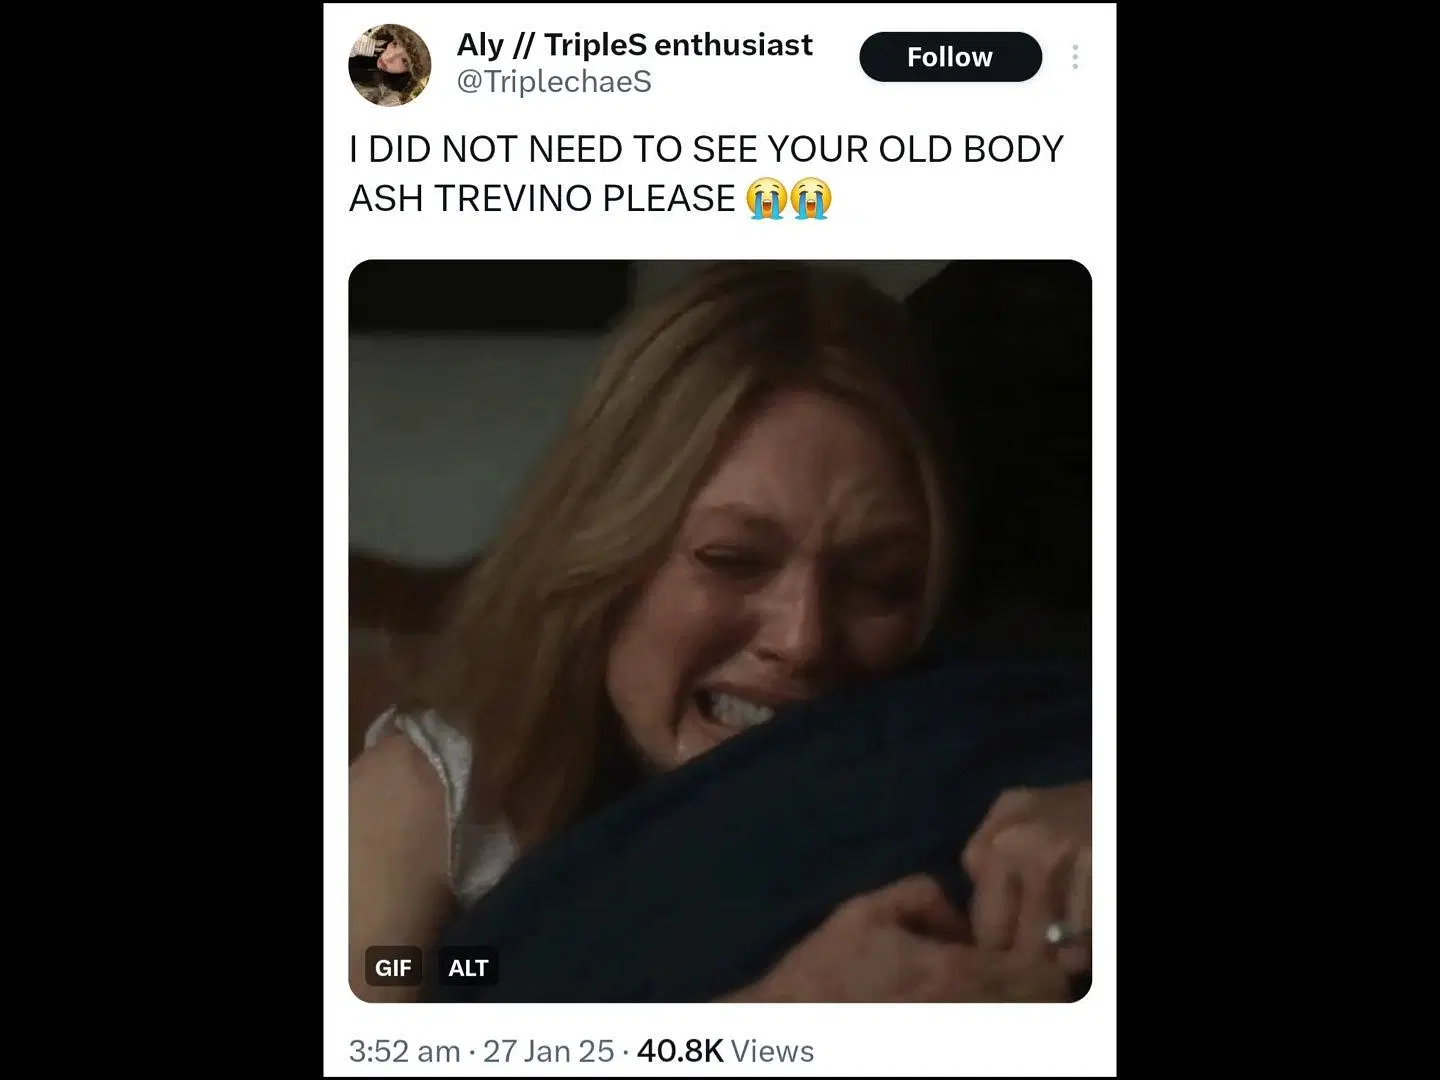 Aly // TripleS enthusiast
Follow
@TriplechaeS
I DID NOT NEED TO SEE YOUR OLD BODY
ASH TREVINO PLEASE 😭😭
GIF ALT
3:52 am · 27 Jan 25 · 40.8K Views